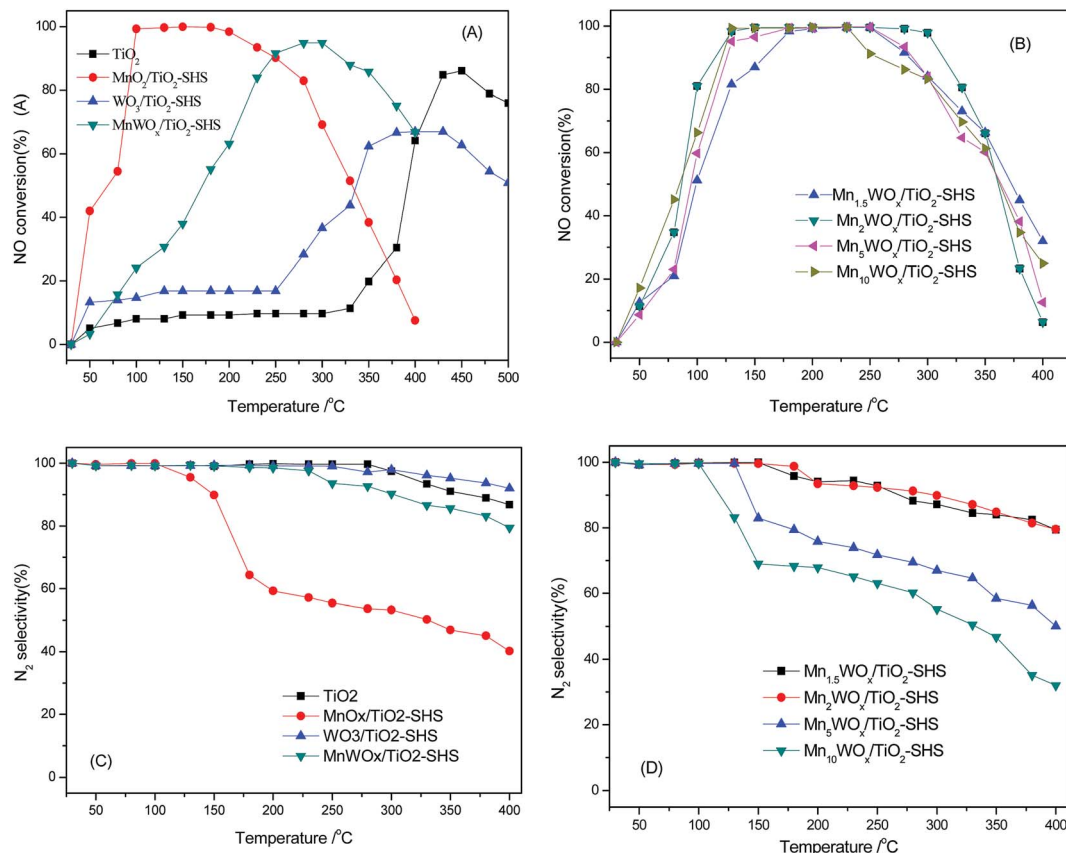 (A)
TiO2
MnO2/TiO2-SHS
WO3/TiO2-SHS
MnWOx/TiO2-SHS
NO conversion(%) (A)
100
80
60
40
20
0
50 100 150 200 250 300 350 400 450 500
Temperature /oC
(B)
Mn1.5WOx/TiO2-SHS
Mn2WOx/TiO2-SHS
Mn5WOx/TiO2-SHS
Mn10WOx/TiO2-SHS
NO conversion(%)
100
80
60
40
20
0
50 100 150 200 250 300 350 400
Temperature /oC
(C)
TiO2
MnOx/TiO2-SHS
WO3/TiO2-SHS
MnWOx/TiO2-SHS
N2 selectivity(%)
100
80
60
40
20
0
50 100 150 200 250 300 350 400
Temperature /oC
(D)
Mn1.5WOx/TiO2-SHS
Mn2WOx/TiO2-SHS
Mn5WOx/TiO2-SHS
Mn10WOx/TiO2-SHS
N2 selectivity(%)
100
80
60
40
20
0
50 100 150 200 250 300 350 400
Temperature /oC